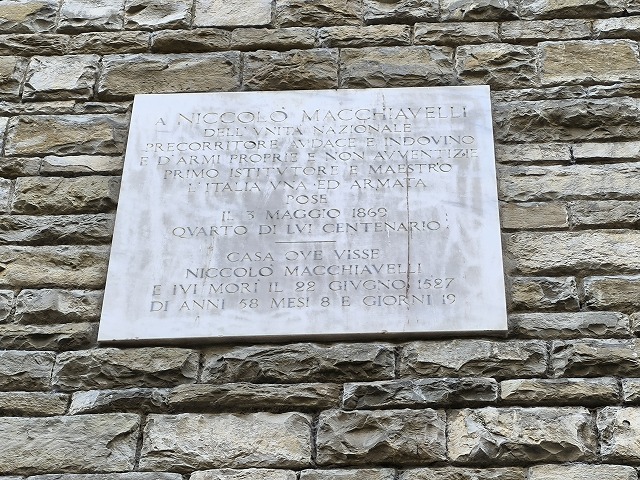 A NICCOLÒ MACCHIAVELLI
DELL'VNITÀ NAZIONALE
PRECORRITORE AVDACE E INDOVINO
E D'ARMI PROPRIE E NON AVVENTIZIE
PRIMO ISTITVTORE E MAESTRO
L'ITALIA VNA ED ARMATA
POSE
IL 3 MAGGIO 1869
QVARTO DI LVI CENTENARIO
CASA OVE VISSE
NICCOLÒ MACCHIAVELLI
E IVI MORÌ IL 22 GIVGNO 1527
DI ANNI 58 MESI 8 E GIORNI 19